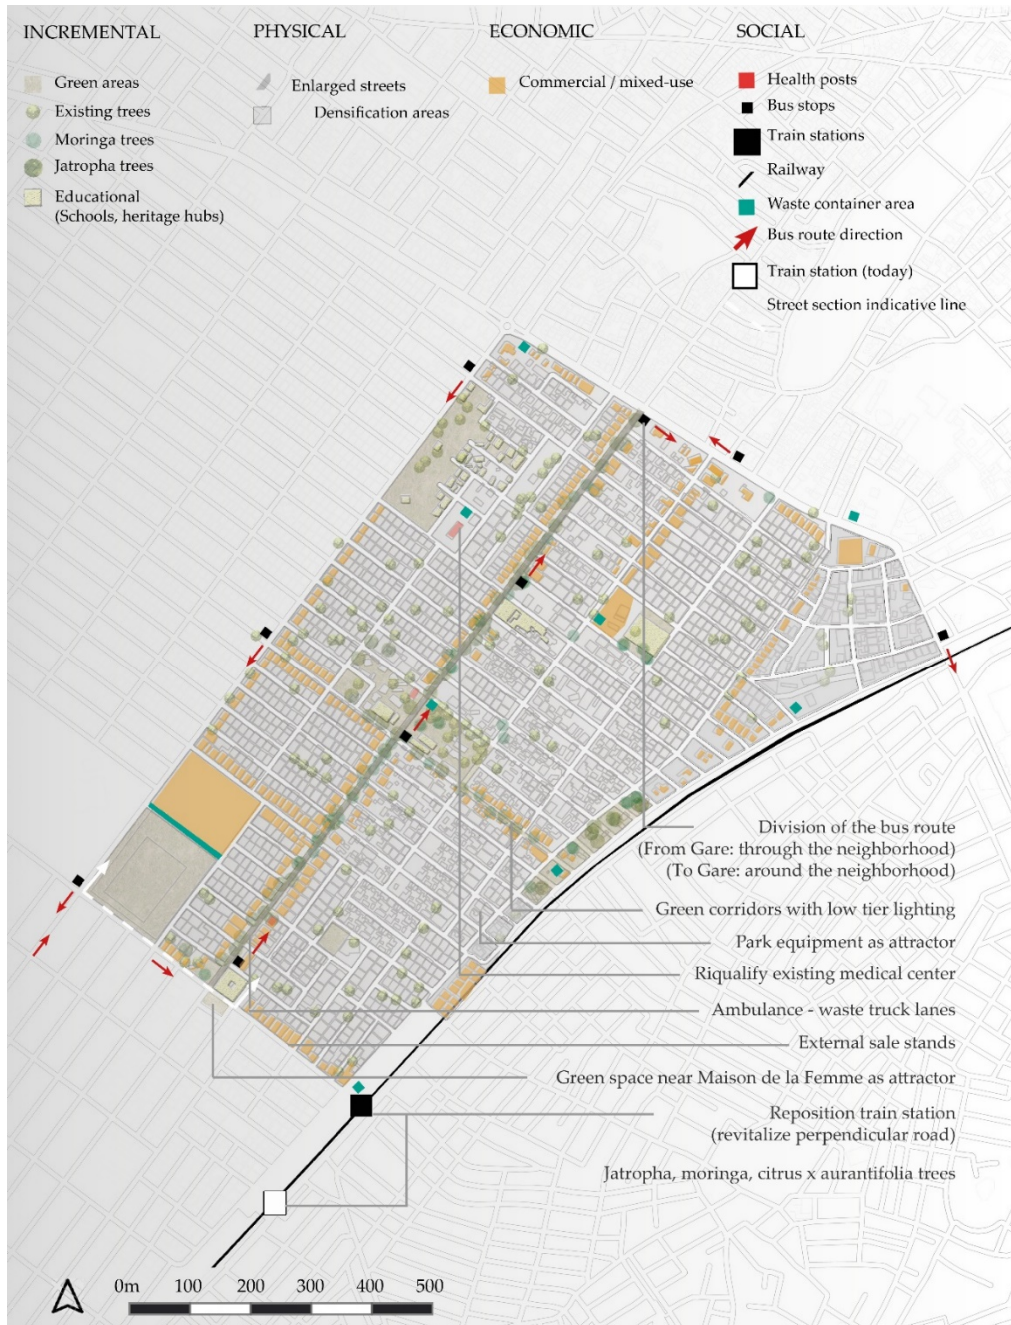 INCREMENTAL
Green areas
Existing trees
Moringa trees
Jatropha trees
Educational
(Schools, heritage hubs)
PHYSICAL
Enlarged streets
Densification areas
ECONOMIC
Commercial / mixed-use
SOCIAL
Health posts
Bus stops
Train stations
Railway
Waste container area
Bus route direction
Train station (today)
Street section indicative line
Division of the bus route
(From Gare: through the neighborhood)
(To Gare: around the neighborhood)
Green corridors with low tier lighting
Park equipment as attractor
Riqualify existing medical center
Ambulance - waste truck lanes
External sale stands
Green space near Maison de la Femme as attractor
Reposition train station
(revitalize perpendicular road)
Jatropha, moringa, citrus x aurantifolia trees
0m 100 200 300 400 500